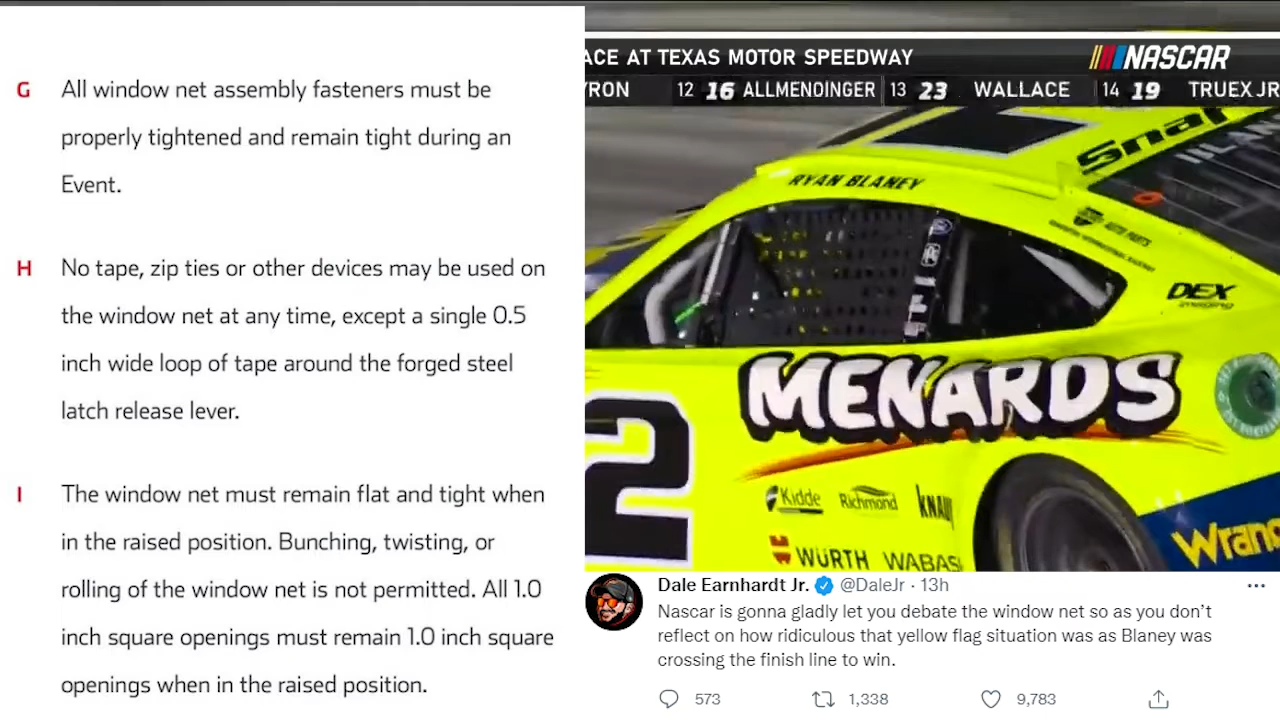 G All window net assembly fasteners must be
properly tightened and remain tight during an
Event.
H No tape, zip ties or other devices may be used on
the window net at any time, except a single 0.5
inch wide loop of tape around the forged steel
latch release lever.
I The window net must remain flat and tight when
in the raised position. Bunching, twisting, or
rolling of the window net is not permitted. All 1.0
inch square openings must remain 1.0 inch square
openings when in the raised position.
ACE AT TEXAS MOTOR SPEEDWAY NASCAR
YRON 12 16 ALLMENDINGER 13 23 WALLACE 14 19 TRUEX JR
Snap
RYAN BLANEY
AUTO PARTS
DEX
IMAGING
MENARDS
2
Kidde Richmond KNAU
WÜRTH WABAS
Wrang
Dale Earnhardt Jr. @DaleJr · 13h
Nascar is gonna gladly let you debate the window net so as you don’t
reflect on how ridiculous that yellow flag situation was as Blaney was
crossing the finish line to win.
573 1,338 9,783